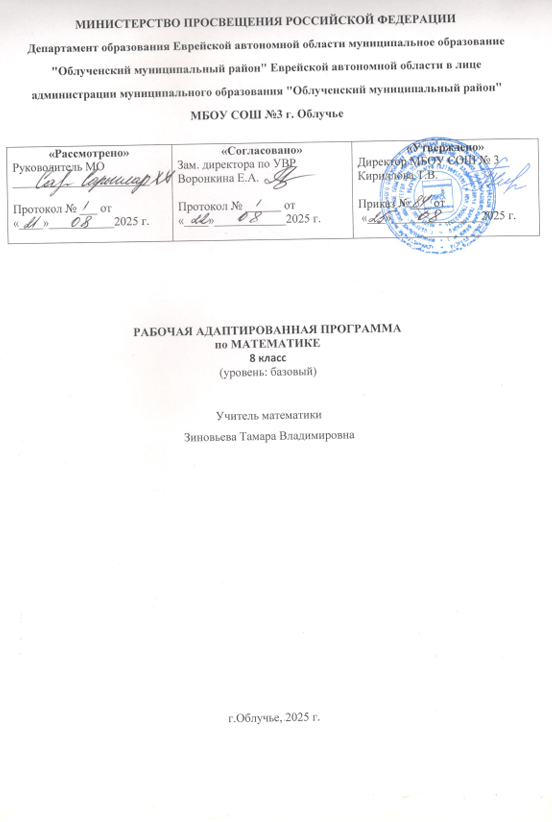 МИНИСТЕРСТВО ПРОСВЕЩЕНИЯ РОССИЙСКОЙ ФЕДЕРАЦИИ
Департамент образования Еврейской автономной области муниципальное образование
"Облученский муниципальный район" Еврейской автономной области в лице
администрации муниципального образования "Облученский муниципальный район"
МБОУ СОШ №3 г. Облучье
«Рассмотрено»
Руководитель МО
Протокол № 1 от
« 21 » 08 2025 г.
«Согласовано»
Зам. директора по УВР
Воронкина Е.А.
Протокол № 1 от
« 22 » 08 2025 г.
«Утверждено»
Директор МБОУ СОШ № 3
Кириллова Т.В.
Приказ № от
« 25 » 08 2025 г.
РАБОЧАЯ АДАПТИРОВАННАЯ ПРОГРАММА
по МАТЕМАТИКЕ
8 класс
(уровень: базовый)
Учитель математики
Зиновьева Тамара Владимировна
г.Облучье, 2025 г.